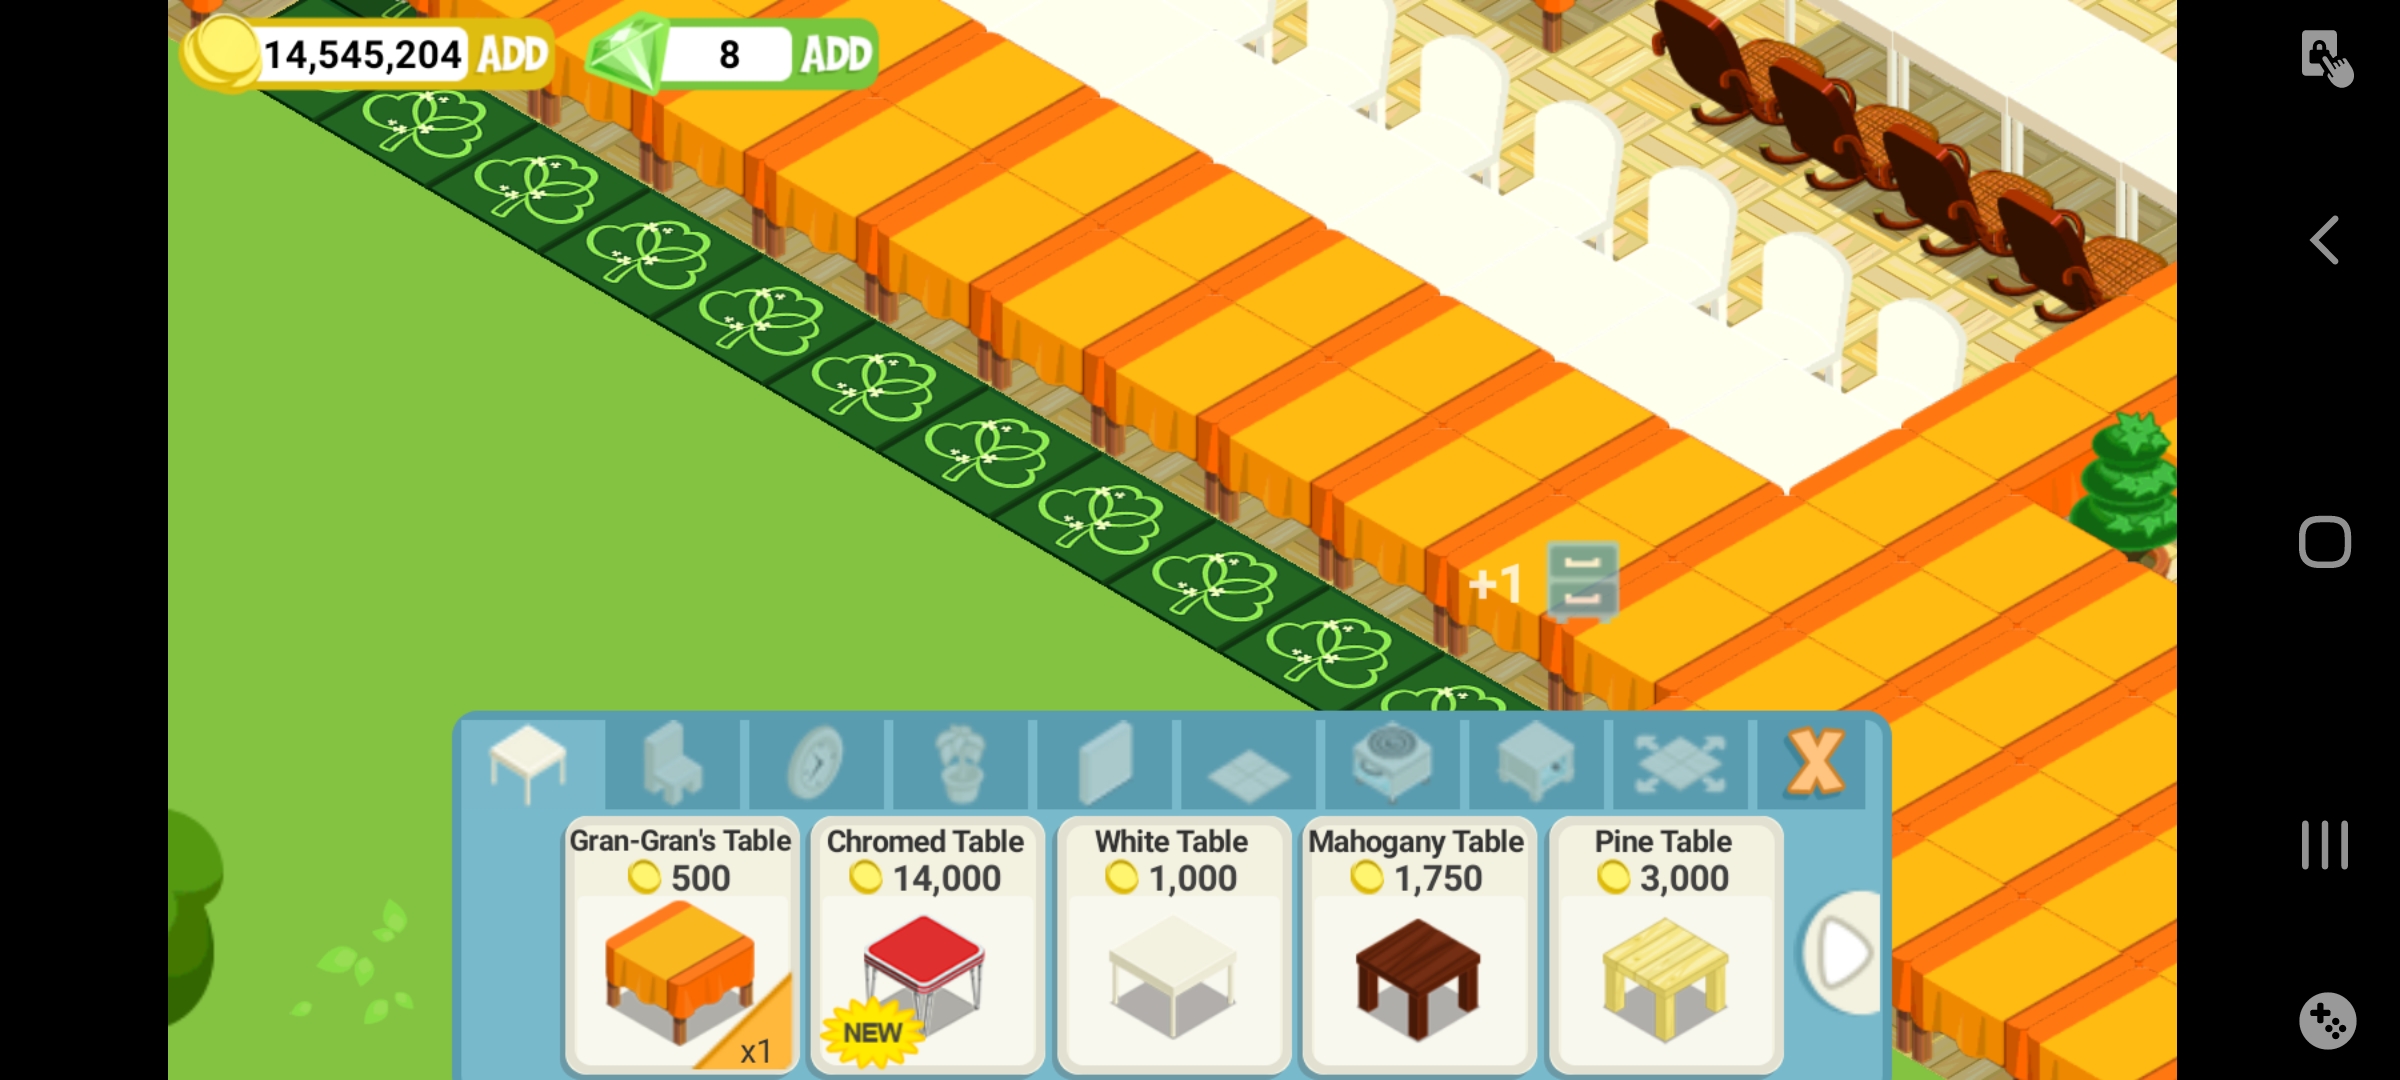 14,545,204 ADD 8 ADD
+1
Gran-Gran's Table Chromed Table White Table Mahogany Table Pine Table
500 14,000 1,000 1,750 3,000
NEW
x1
X